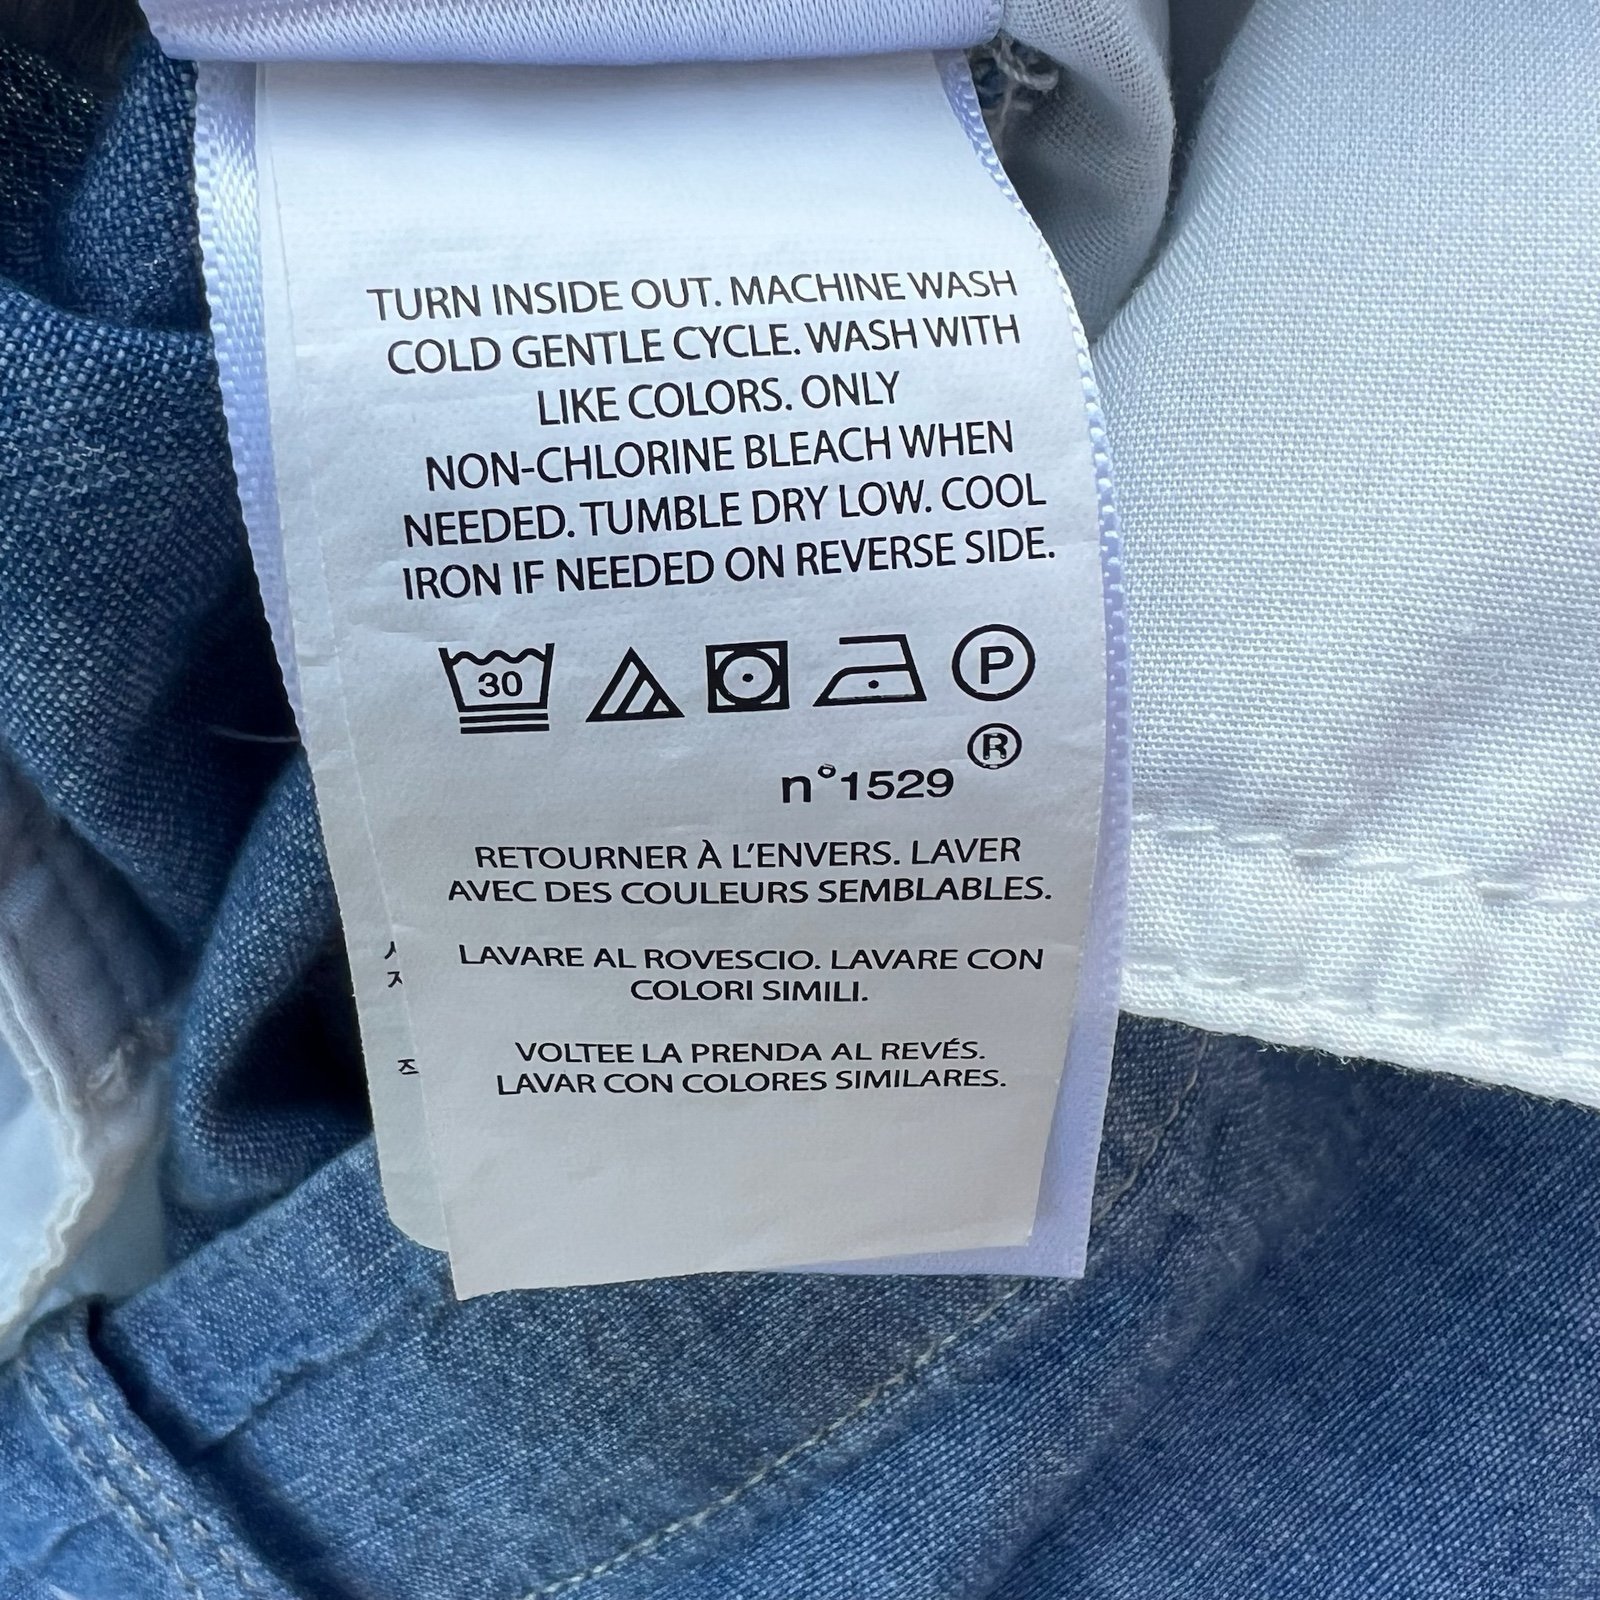 TURN INSIDE OUT. MACHINE WASH
COLD GENTLE CYCLE. WASH WITH
LIKE COLORS. ONLY
NON-CHLORINE BLEACH WHEN
NEEDED. TUMBLE DRY LOW. COOL
IRON IF NEEDED ON REVERSE SIDE.
30 P
®
n°1529
RETOURNER À L'ENVERS. LAVER
AVEC DES COULEURS SEMBLABLES.
LAVARE AL ROVESCIO. LAVARE CON
COLORI SIMILI.
VOLTEE LA PRENDA AL REVÉS.
LAVAR CON COLORES SIMILARES.